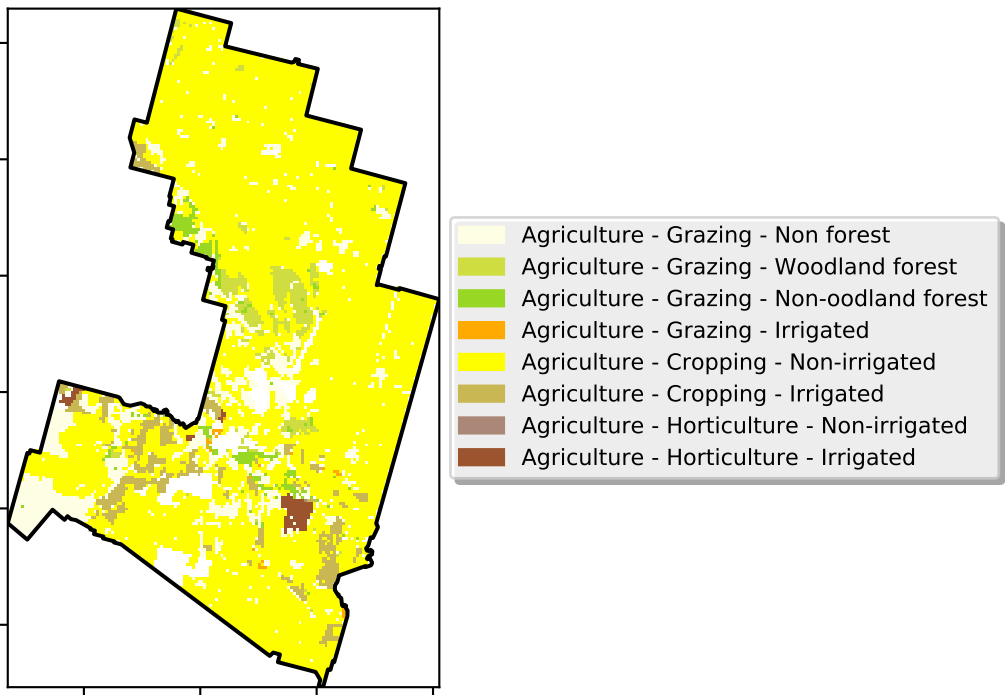 Agriculture - Grazing - Non forest
Agriculture - Grazing - Woodland forest
Agriculture - Grazing - Non-oodland forest
Agriculture - Grazing - Irrigated
Agriculture - Cropping - Non-irrigated
Agriculture - Cropping - Irrigated
Agriculture - Horticulture - Non-irrigated
Agriculture - Horticulture - Irrigated